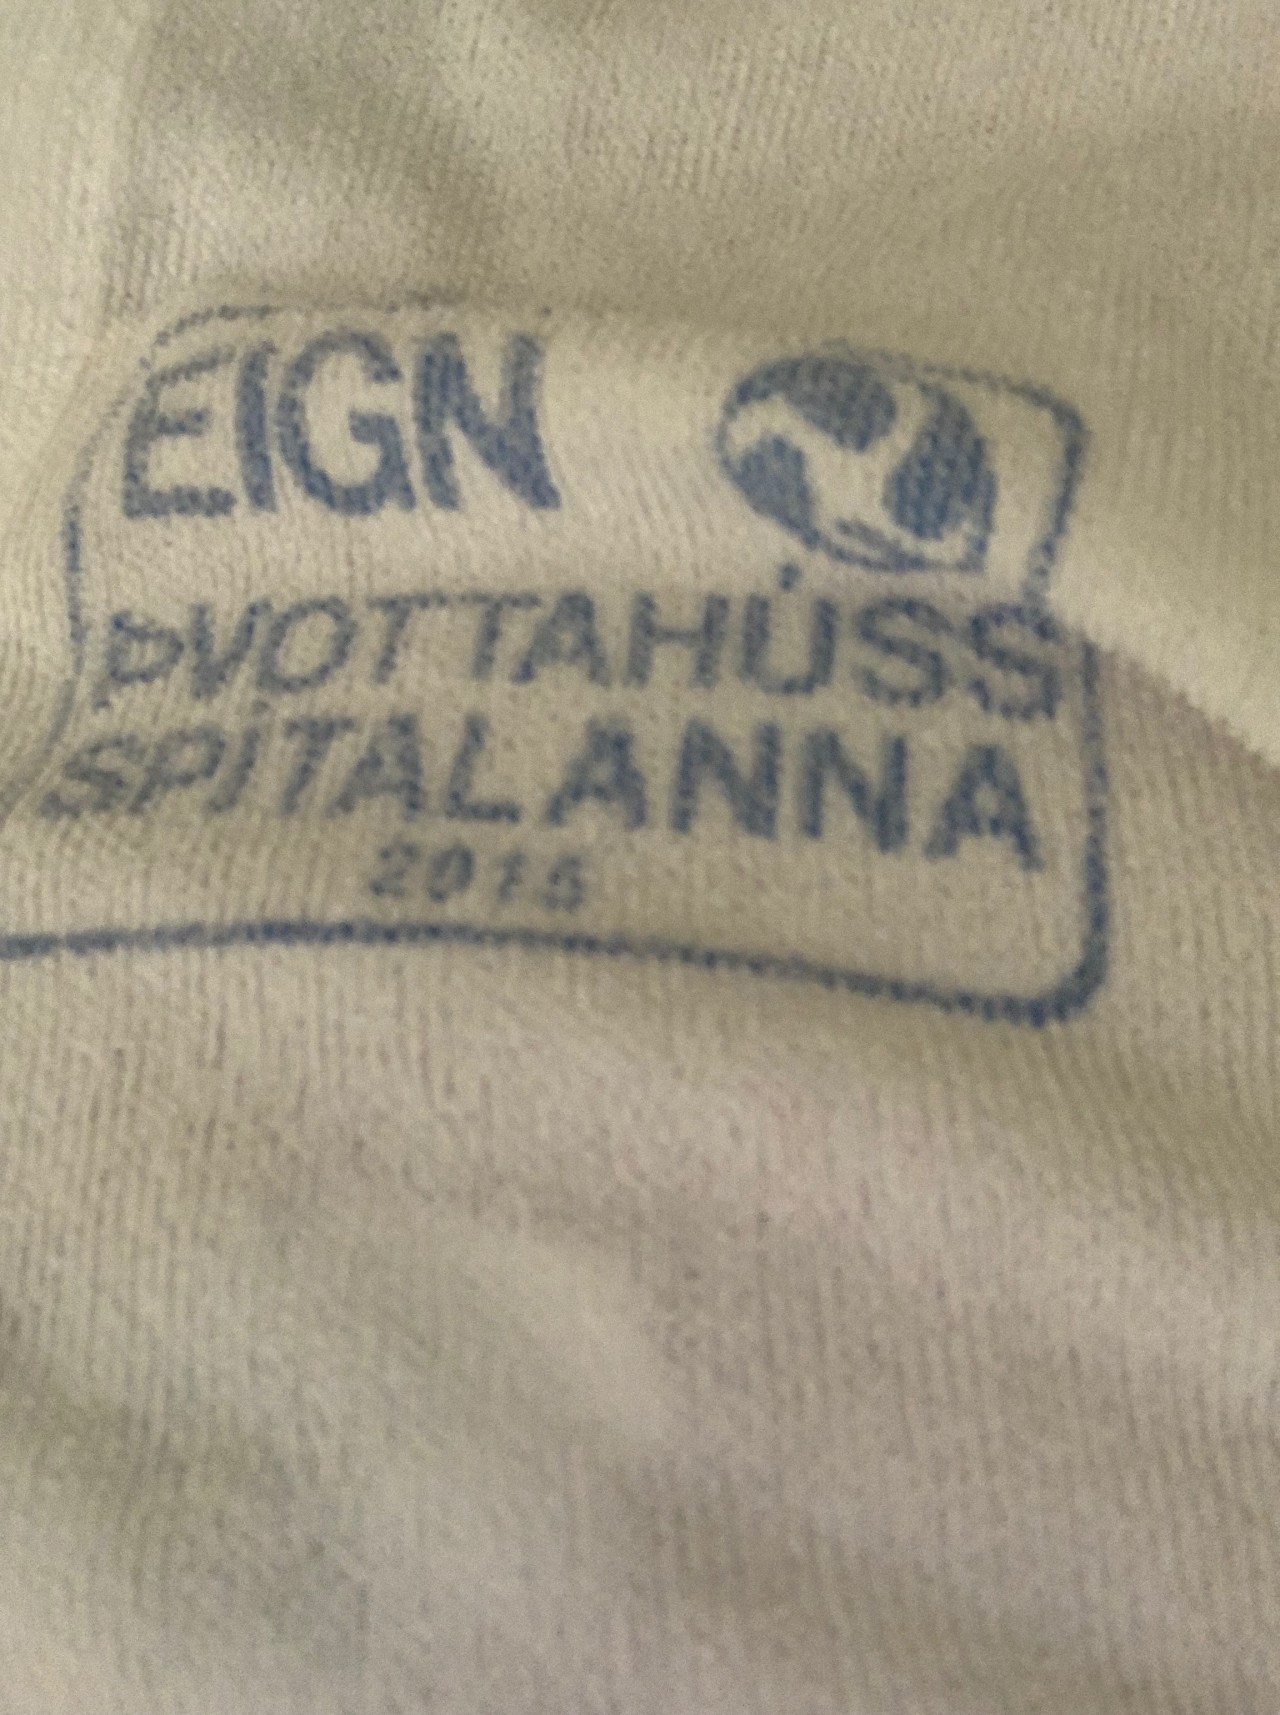 EIGN
ÞVOTTAHÚSS
SPÍTALANNA
2015